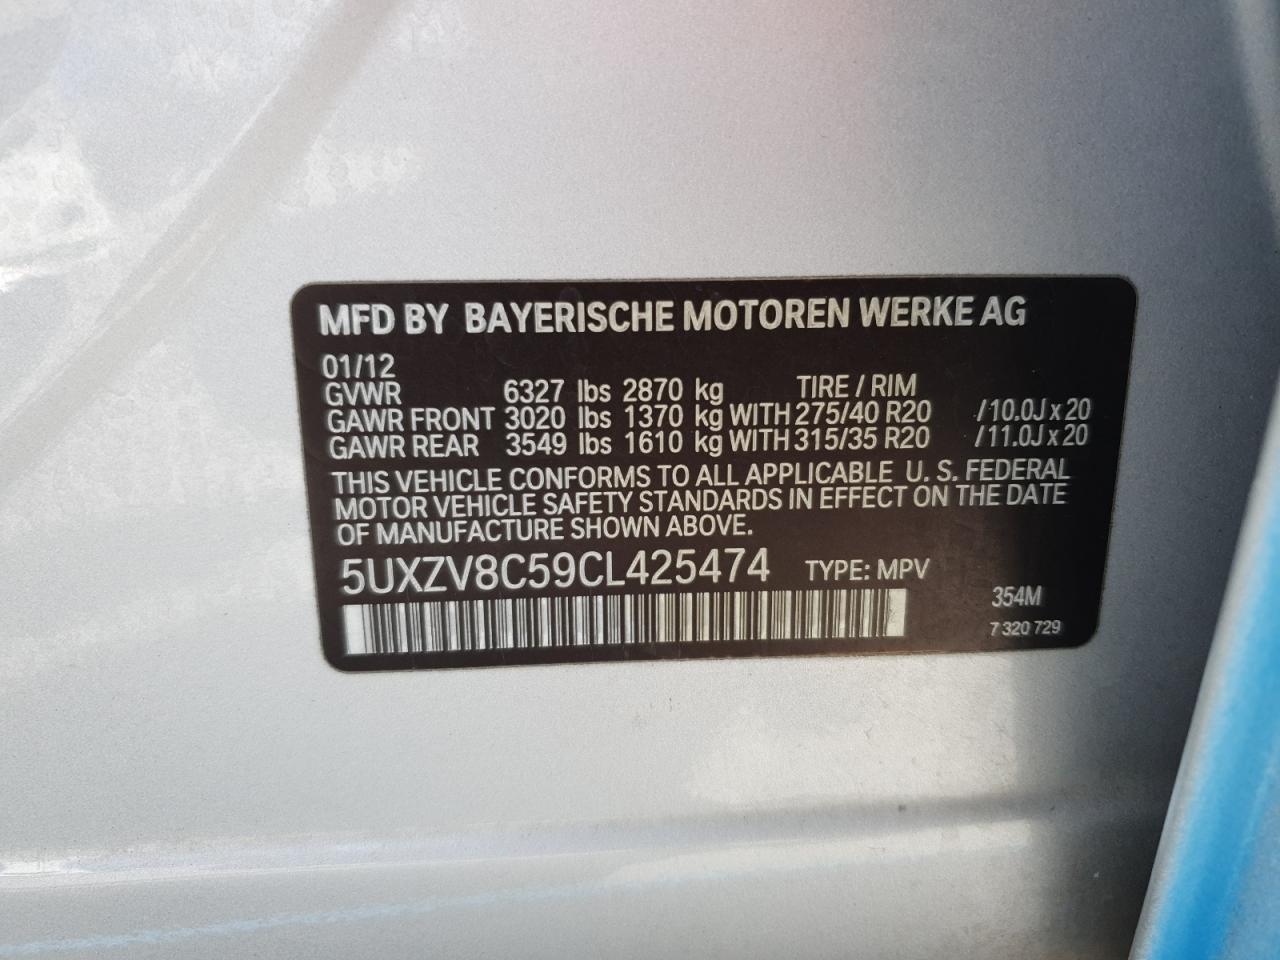 MFD BY BAYERISCHE MOTOREN WERKE AG
01/12
GVWR 6327 lbs 2870 kg TIRE / RIM
GAWR FRONT 3020 lbs 1370 kg WITH 275/40 R20 /10.0J x 20
GAWR REAR 3549 lbs 1610 kg WITH 315/35 R20 /11.0J x 20
THIS VEHICLE CONFORMS TO ALL APPLICABLE U. S. FEDERAL
MOTOR VEHICLE SAFETY STANDARDS IN EFFECT ON THE DATE
OF MANUFACTURE SHOWN ABOVE.
5UXZV8C59CL425474 TYPE: MPV
354M
7 320 729